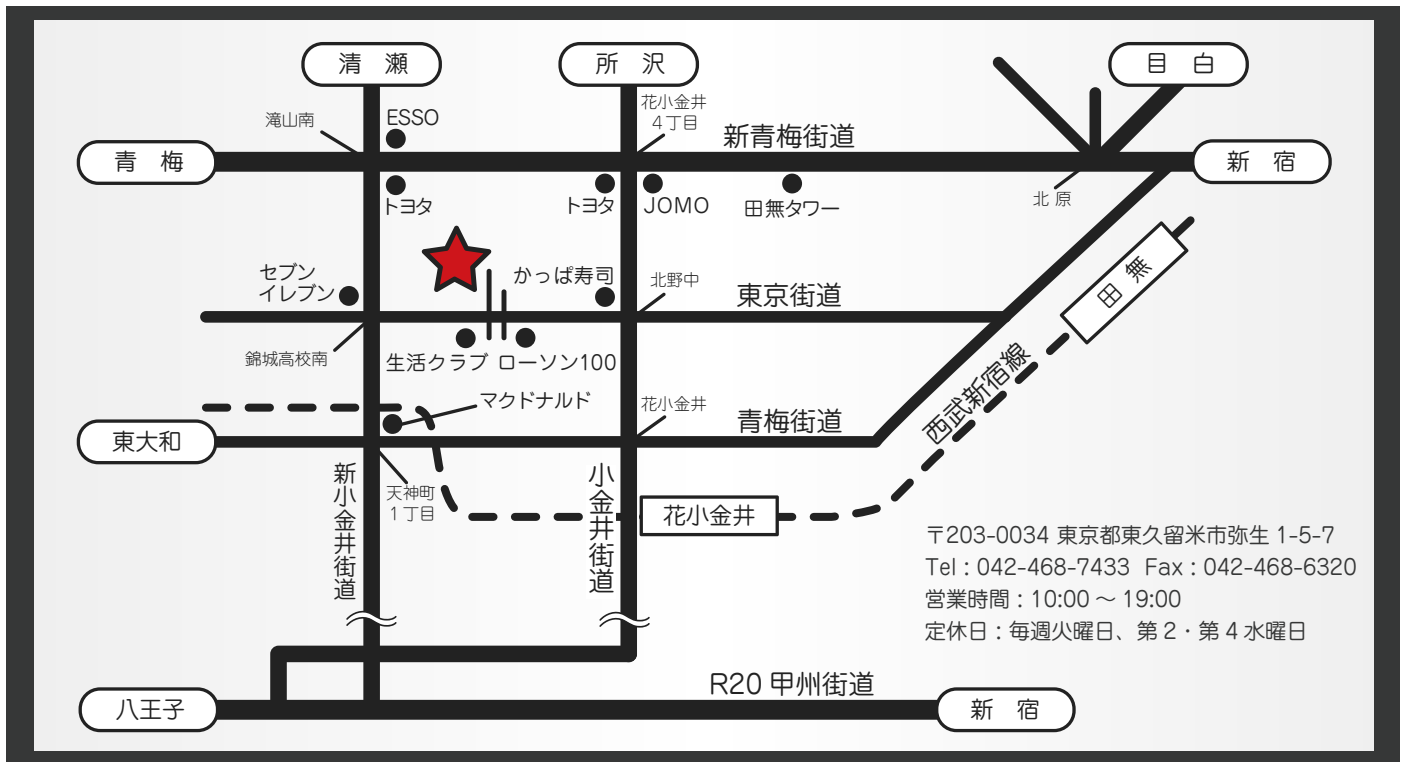 清 瀬
所 沢
目 白
滝山南
ESSO
花小金井
4丁目
新青梅街道
青 梅
新 宿
トヨタ
トヨタ
JOMO
田無タワー
北 原
セブン
イレブン
かっぱ寿司
北野中
東京街道
田 無
錦城高校南
生活クラブ
ローソン100
西武新宿線
マクドナルド
花小金井
青梅街道
東大和
新小金井街道
天神町
1丁目
小金井街道
花小金井
〒203-0034 東京都東久留米市弥生 1-5-7
Tel : 042-468-7433 Fax : 042-468-6320
営業時間 : 10:00 〜 19:00
定休日 : 毎週火曜日、第2・第4水曜日
R20 甲州街道
八王子
新 宿